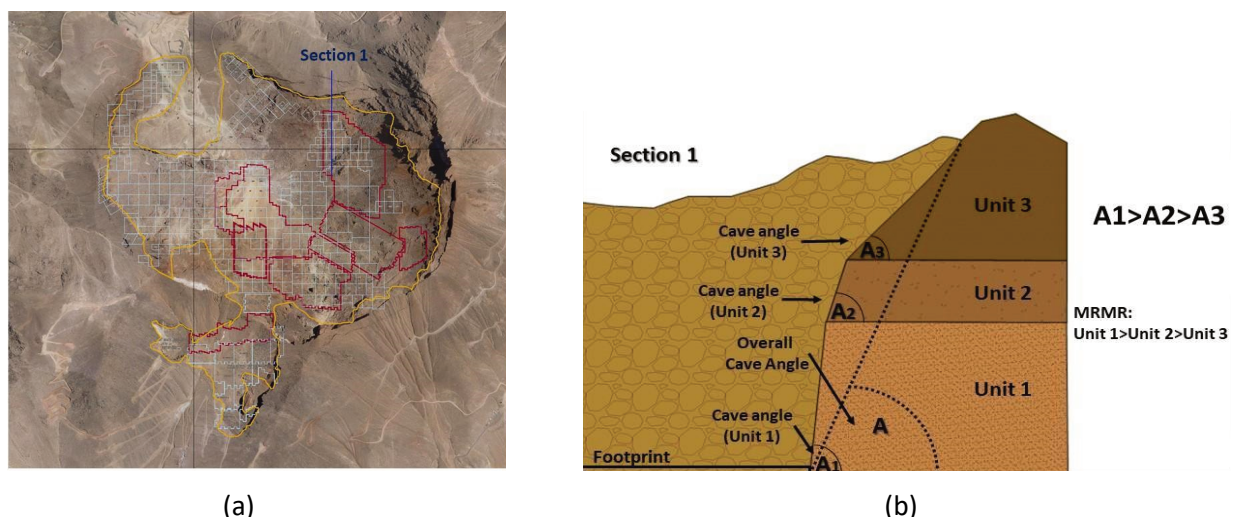 Section 1
Section 1
Unit 3
A1>A2>A3
Cave angle
(Unit 3)
A3
Cave angle
(Unit 2)
A2
Unit 2
MRMR:
Unit 1>Unit 2>Unit 3
Overall
Cave Angle
Unit 1
Cave angle
(Unit 1)
A
Footprint
A1
(a)
(b)